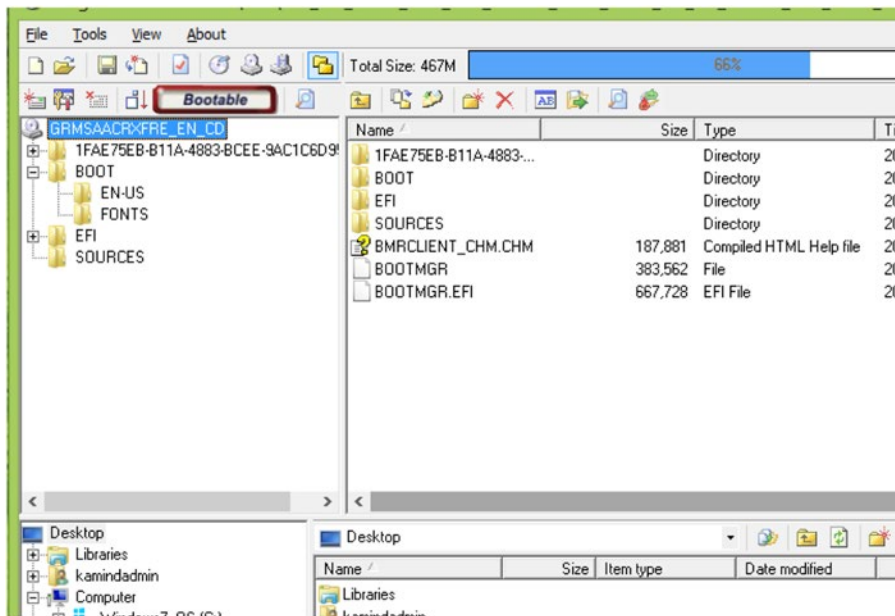 File Tools View About
Total Size: 467M 66%
Bootable
GRMSAACRXFRE_EN_CD
1FAE75EB-B11A-4883-BCEE-9AC1C6D9
BOOT
EN-US
FONTS
EFI
SOURCES
Name Size Type
1FAE75EB-B11A-4883-... Directory
BOOT Directory
EFI Directory
SOURCES Directory
BMRCLIENT_CHM.CHM 187,881 Compiled HTML Help file
BOOTMGR 383,562 File
BOOTMGR.EFI 667,728 EFI File
Desktop
Libraries
kamindadmin
Computer
Desktop
Name Size Item type Date modified
Libraries
kamindadmin